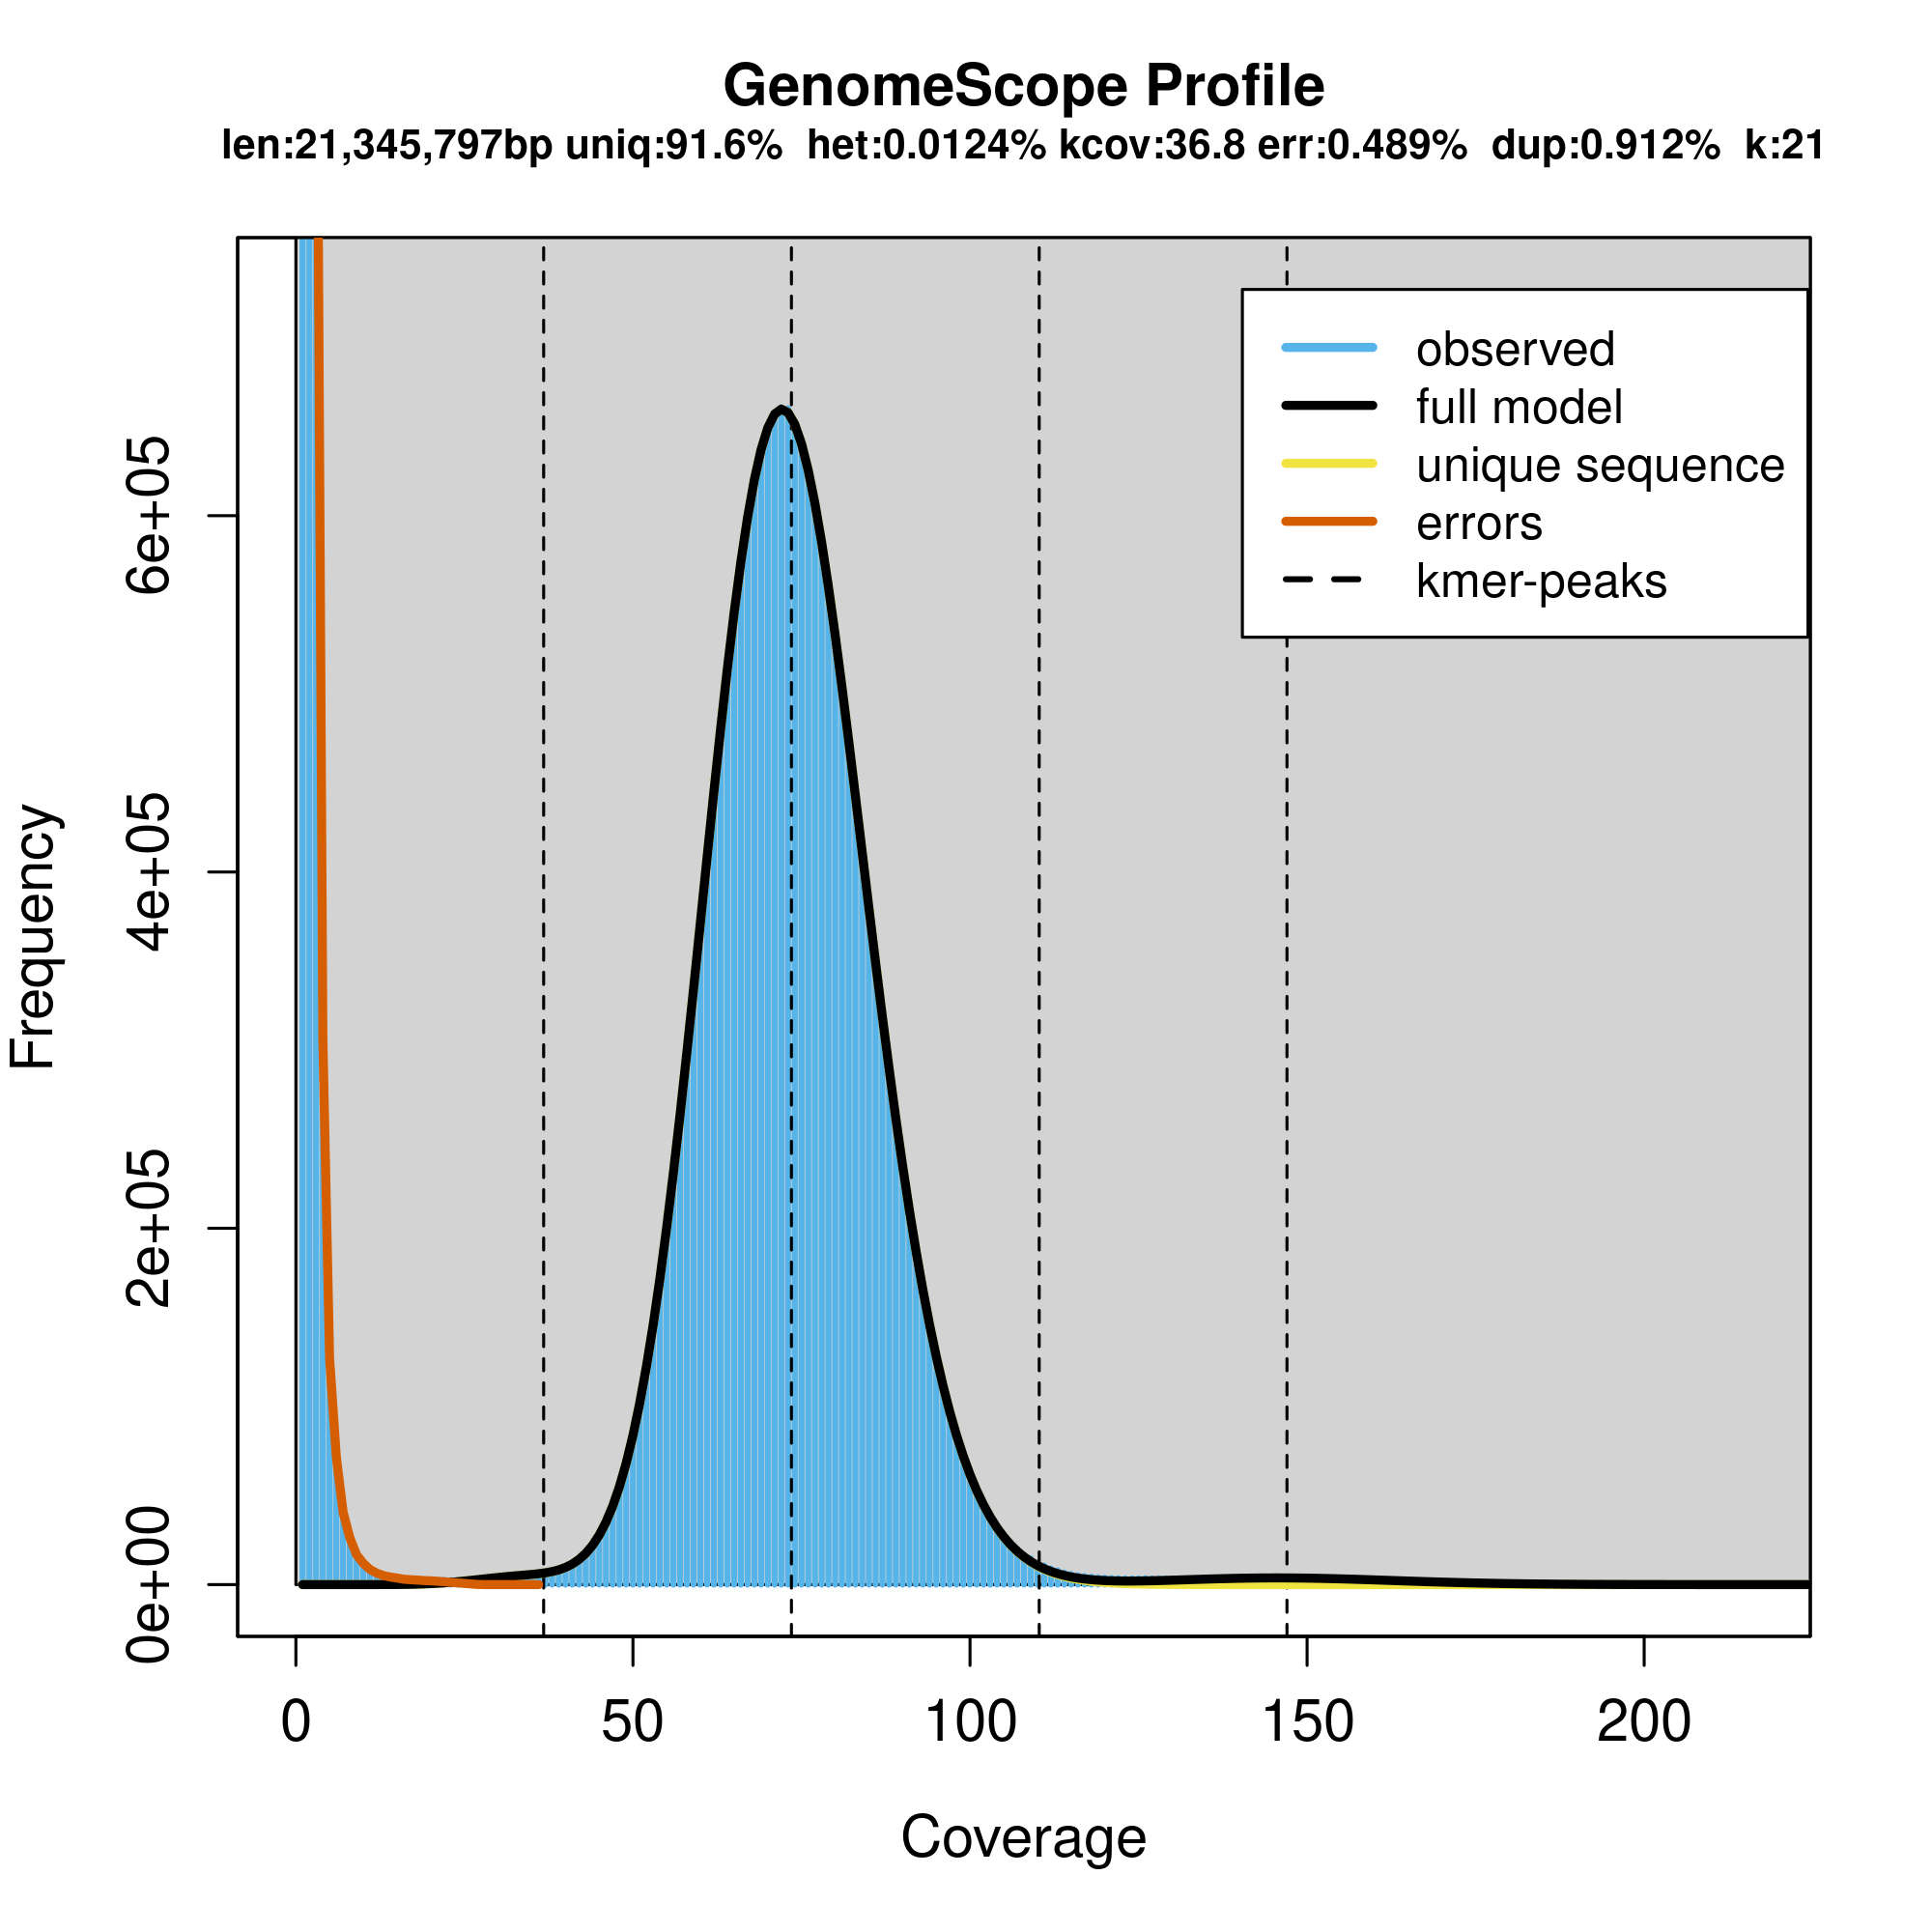 GenomeScope Profile
len:21,345,797bp uniq:91.6% het:0.0124% kcov:36.8 err:0.489% dup:0.912% k:21
observed
full model
unique sequence
errors
kmer-peaks
Frequency
6e+05
4e+05
2e+05
0e+00
0 50 100 150 200
Coverage